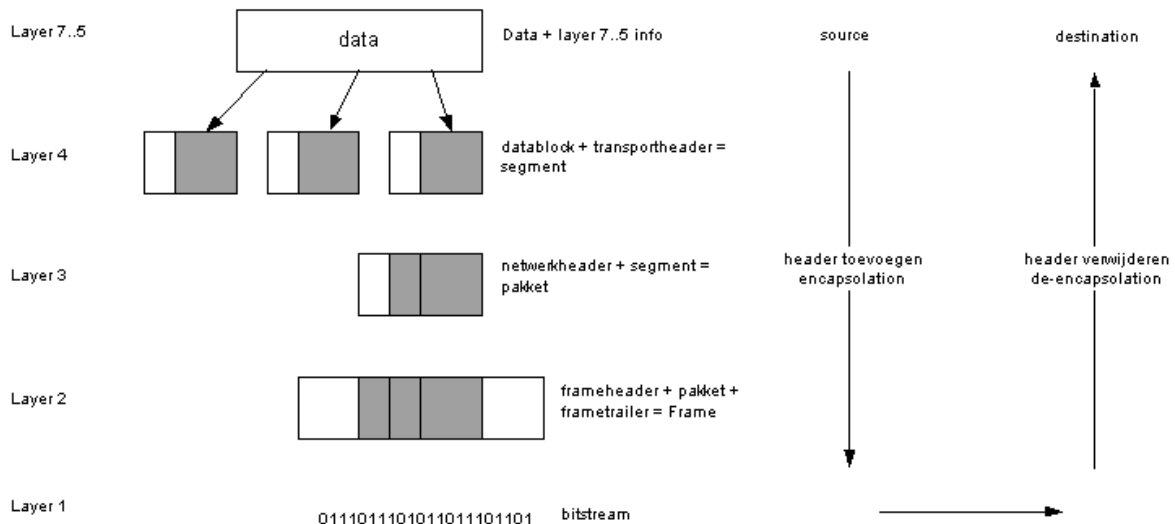 Layer 7..5
data
Data + layer 7..5 info
source
destination
Layer 4
datablock + transportheader =
segment
Layer 3
netwerkheader + segment =
pakket
header toevoegen
encapsolation
header verwijderen
de-encapsolation
Layer 2
frameheader + pakket +
frametrailer = Frame
Layer 1
0111011101011011101101
bitstream